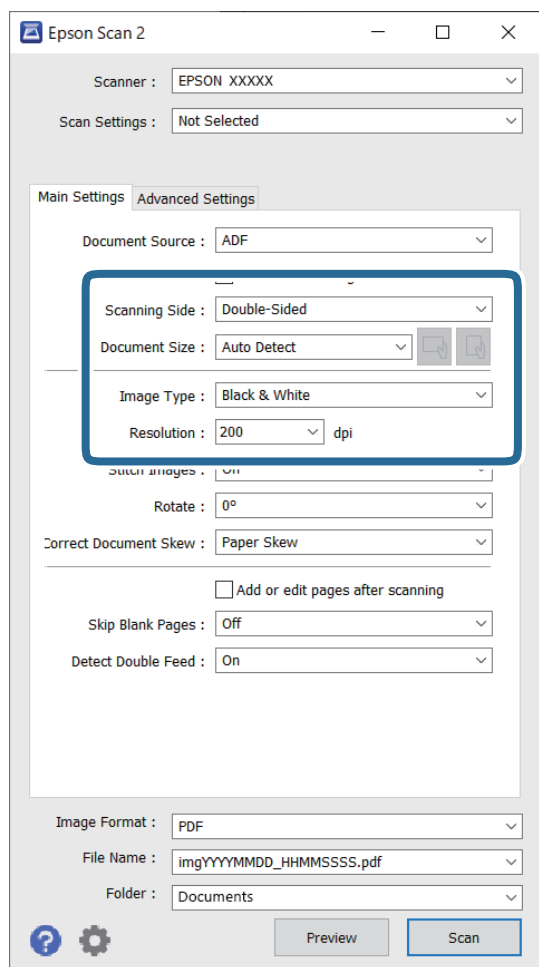 Epson Scan 2
Scanner : EPSON XXXXX
Scan Settings : Not Selected
Main Settings Advanced Settings
Document Source : ADF
Scanning Side : Double-Sided
Document Size : Auto Detect
Image Type : Black & White
Resolution : 200 dpi
Stitch Images : Off
Rotate : 0°
Correct Document Skew : Paper Skew
Add or edit pages after scanning
Skip Blank Pages : Off
Detect Double Feed : On
Image Format : PDF
File Name : imgYYYYMMDD_HHMMSSSS.pdf
Folder : Documents
? Preview Scan